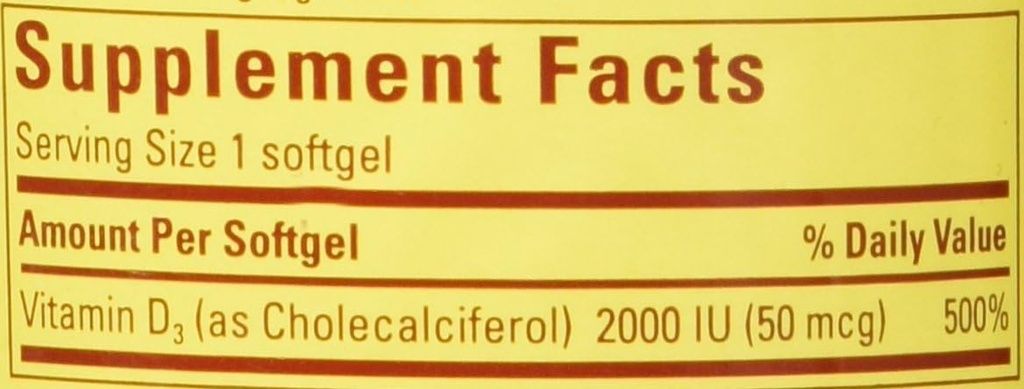 Supplement Facts
Serving Size 1 softgel
Amount Per Softgel % Daily Value
Vitamin D₃ (as Cholecalciferol) 2000 IU (50 mcg) 500%